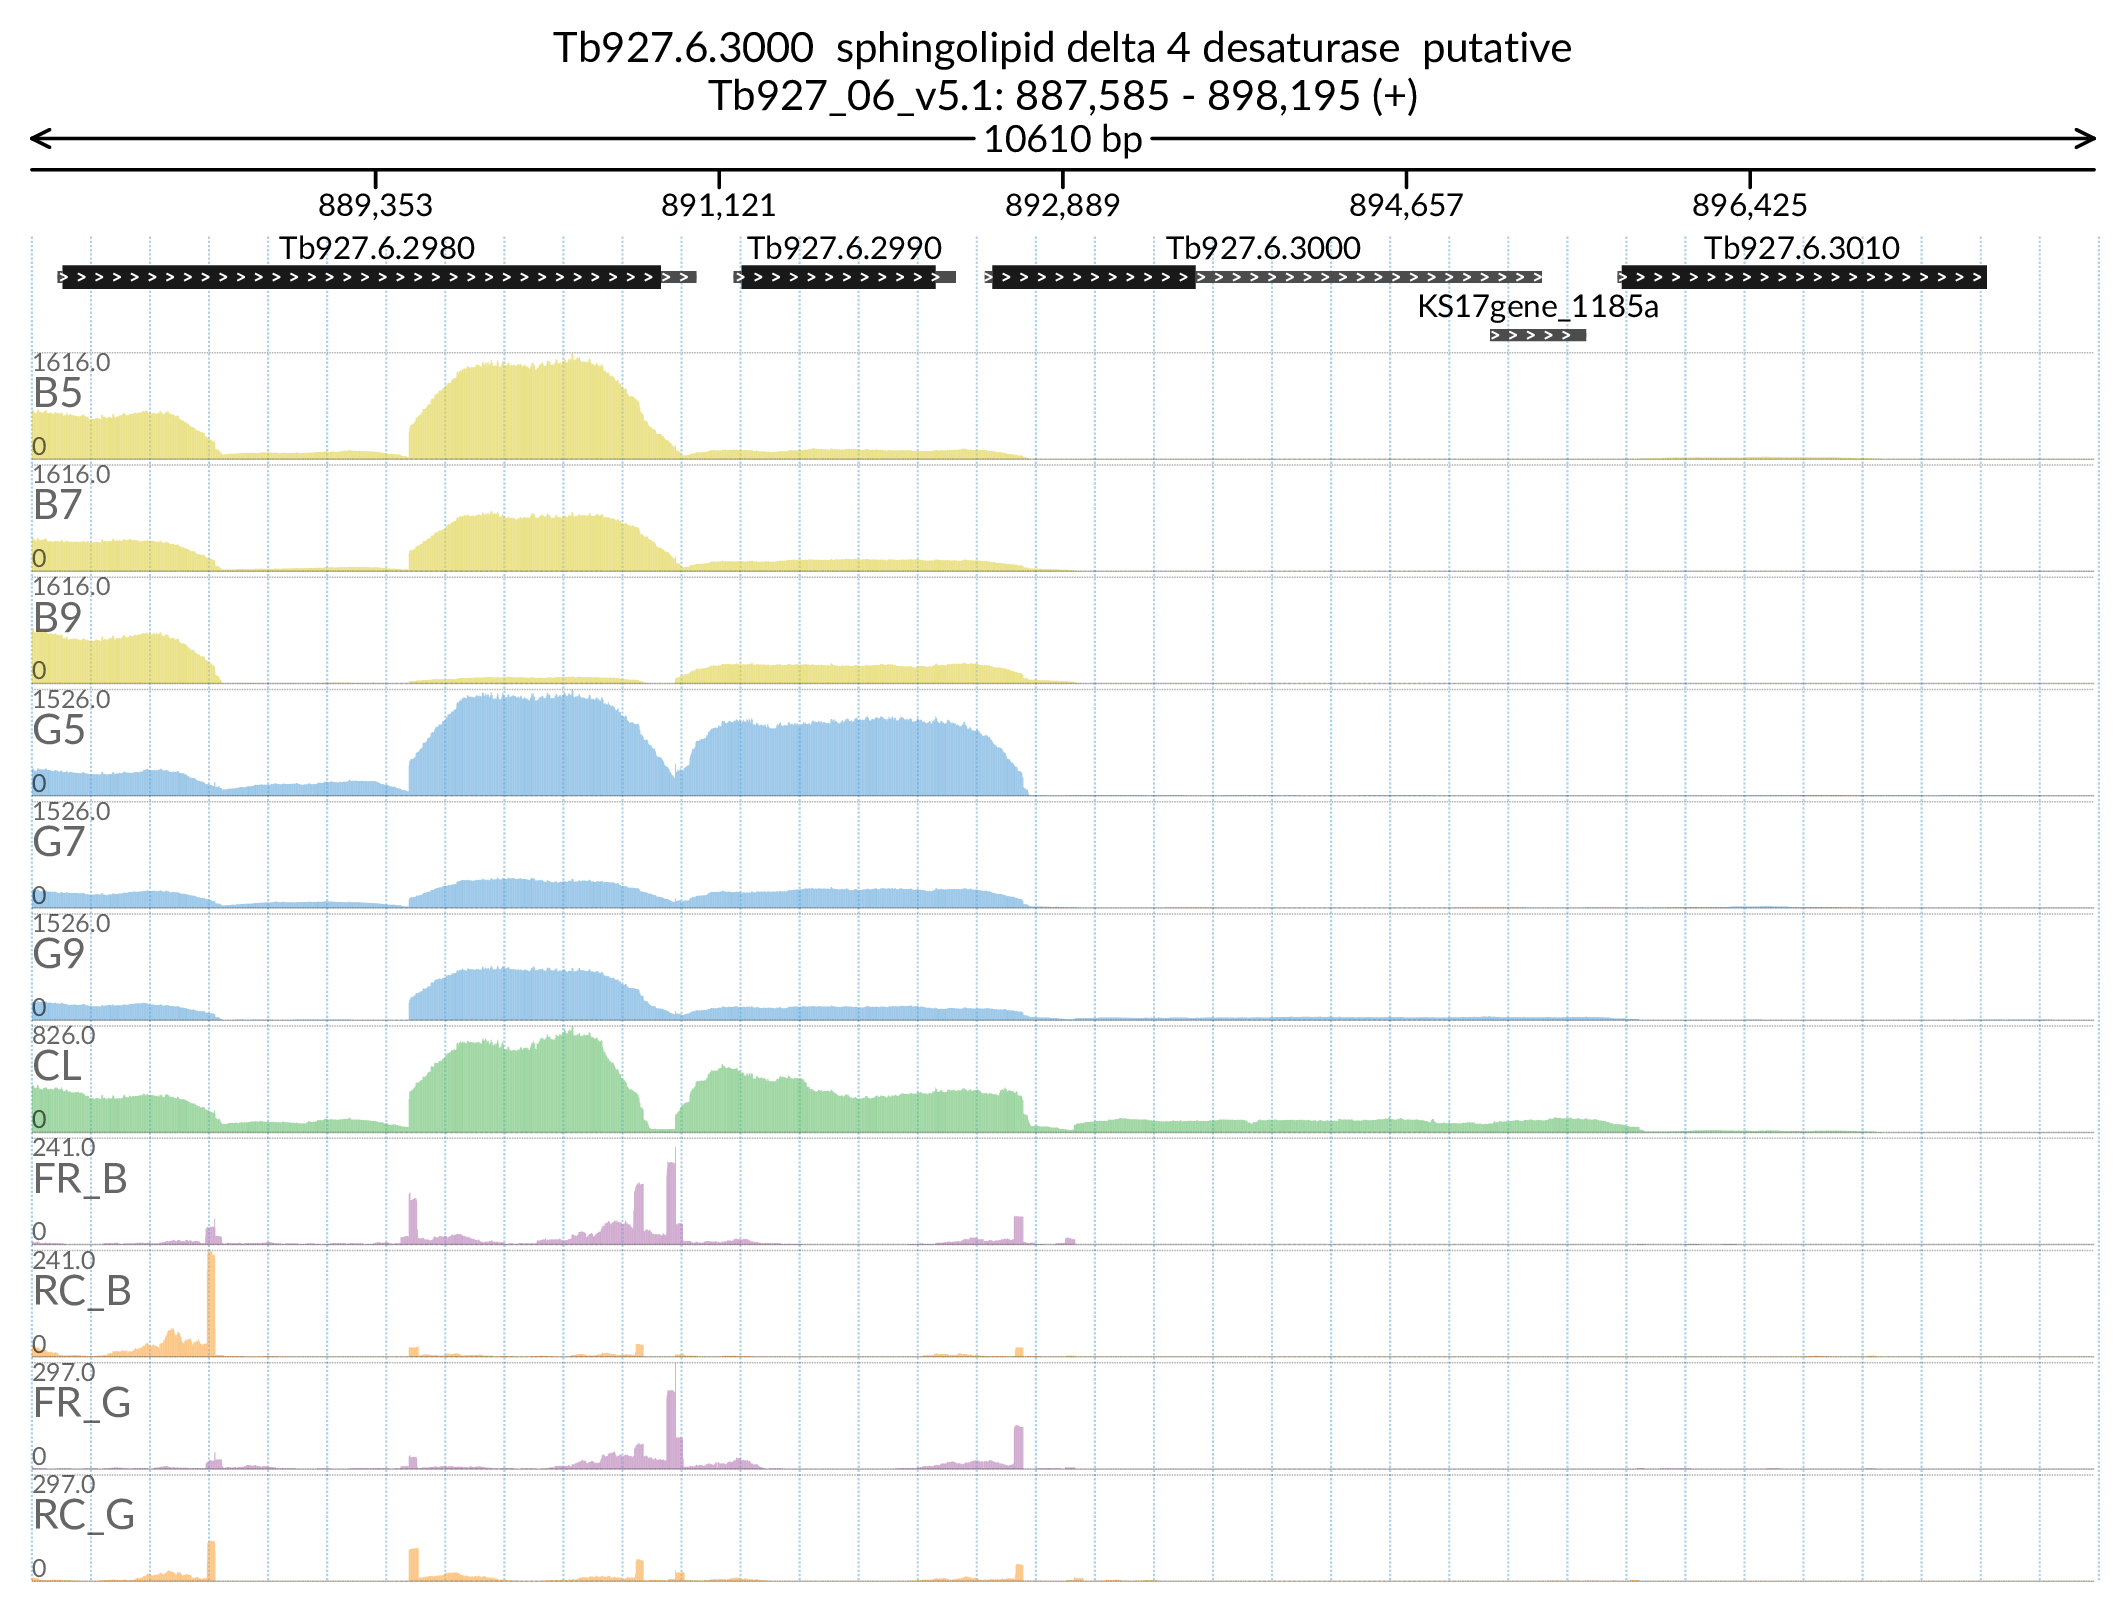 Tb927.6.3000  sphingolipid delta 4 desaturase  putative
Tb927_06_v5.1: 887,585 - 898,195 (+)
10610 bp
889,353 891,121 892,889 894,657 896,425
Tb927.6.2980 Tb927.6.2990 Tb927.6.3000 Tb927.6.3010
KS17gene_1185a
1616.0
B5
0
1616.0
B7
0
1616.0
B9
0
1526.0
G5
0
1526.0
G7
0
1526.0
G9
0
826.0
CL
0
241.0
FR_B
0
241.0
RC_B
0
297.0
FR_G
0
297.0
RC_G
0